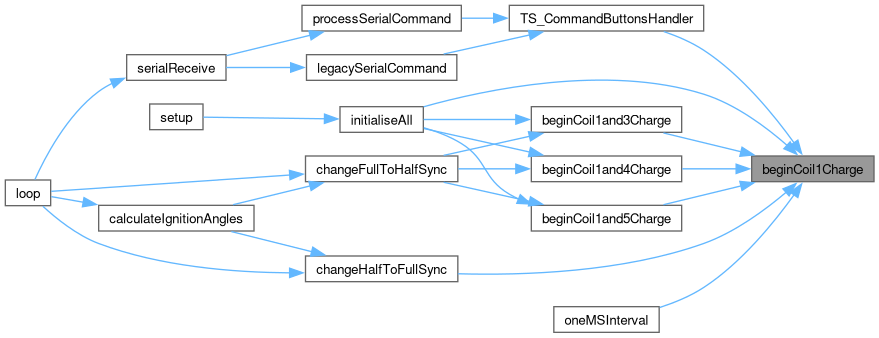 processSerialCommand
TS_CommandButtonsHandler
serialReceive
legacySerialCommand
setup
initialiseAll
beginCoil1and3Charge
changeFullToHalfSync
beginCoil1and4Charge
beginCoil1Charge
loop
calculateIgnitionAngles
beginCoil1and5Charge
changeHalfToFullSync
oneMSInterval